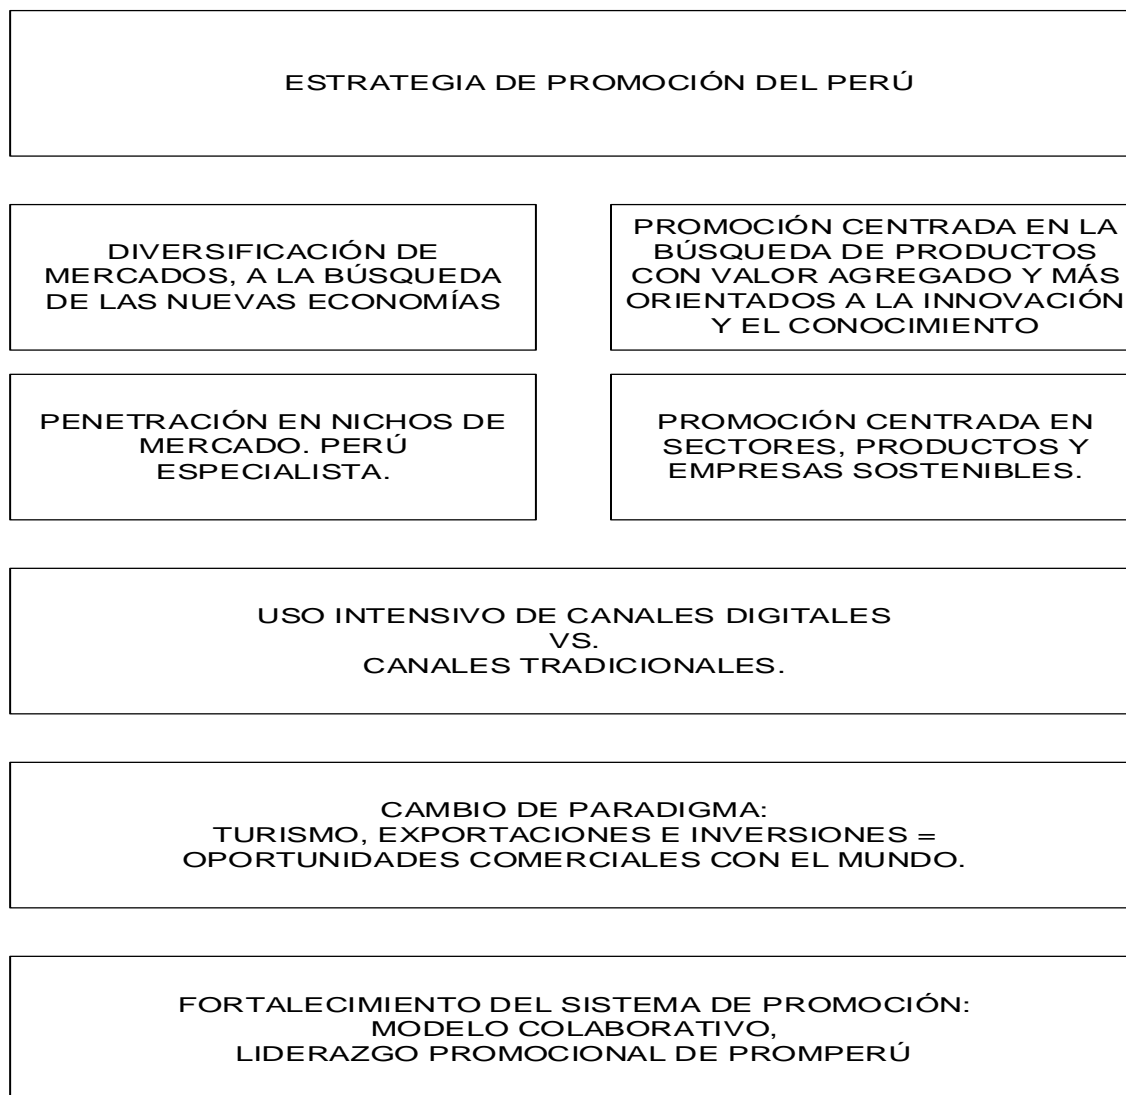 ESTRATEGIA DE PROMOCIÓN DEL PERÚ
DIVERSIFICACIÓN DE
MERCADOS, A LA BÚSQUEDA
DE LAS NUEVAS ECONOMÍAS
PROMOCIÓN CENTRADA EN LA
BÚSQUEDA DE PRODUCTOS
CON VALOR AGREGADO Y MÁS
ORIENTADOS A LA INNOVACIÓN
Y EL CONOCIMIENTO
PENETRACIÓN EN NICHOS DE
MERCADO. PERÚ
ESPECIALISTA.
PROMOCIÓN CENTRADA EN
SECTORES, PRODUCTOS Y
EMPRESAS SOSTENIBLES.
USO INTENSIVO DE CANALES DIGITALES
VS.
CANALES TRADICIONALES.
CAMBIO DE PARADIGMA:
TURISMO, EXPORTACIONES E INVERSIONES =
OPORTUNIDADES COMERCIALES CON EL MUNDO.
FORTALECIMIENTO DEL SISTEMA DE PROMOCIÓN:
MODELO COLABORATIVO,
LIDERAZGO PROMOCIONAL DE PROMPERÚ